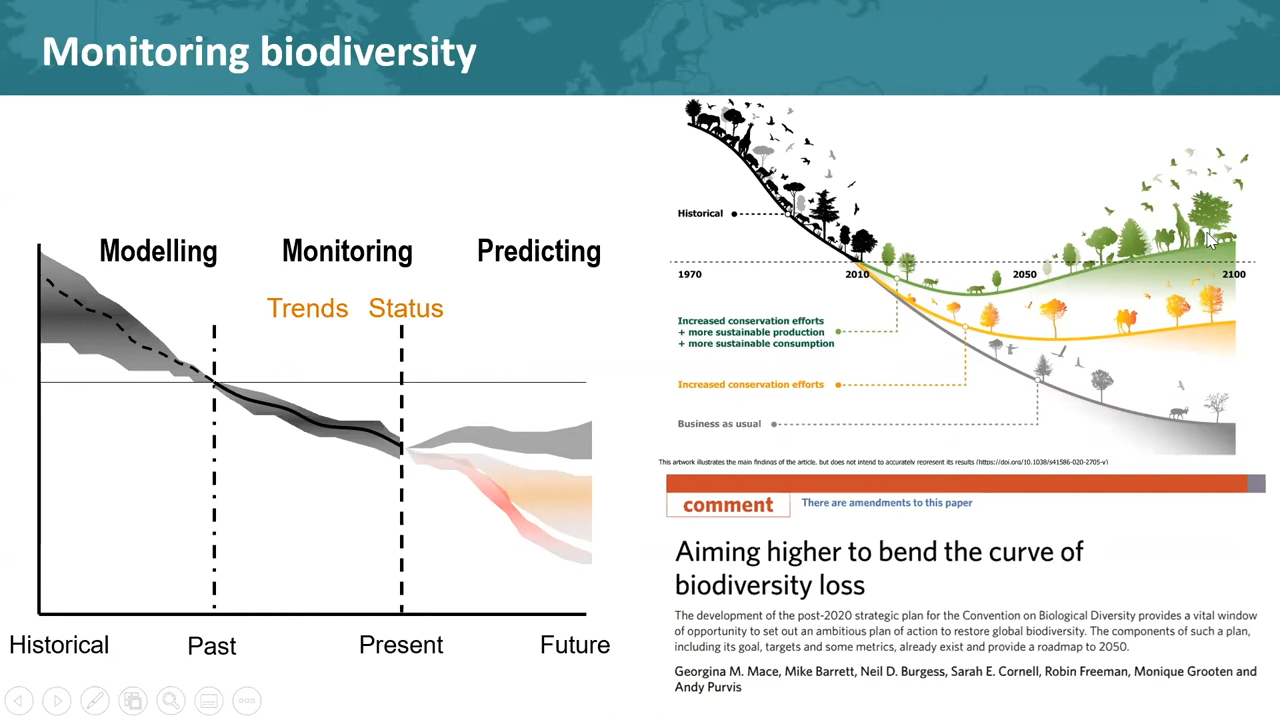 Monitoring biodiversity
Modelling
Monitoring
Predicting
Trends
Status
Historical
Past
Present
Future
Historical
1970
2010
2050
2100
Increased conservation efforts
+ more sustainable production
+ more sustainable consumption
Increased conservation efforts
Business as usual
This artwork illustrates the main findings of the article, but does not intend to accurately represent its results (https://doi.org/10.1038/s41586-020-2705-y)
comment
There are amendments to this paper
Aiming higher to bend the curve of
biodiversity loss
The development of the post-2020 strategic plan for the Convention on Biological Diversity provides a vital window
of opportunity to set out an ambitious plan of action to restore global biodiversity. The components of such a plan,
including its goal, targets and some metrics, already exist and provide a roadmap to 2050.
Georgina M. Mace, Mike Barrett, Neil D. Burgess, Sarah E. Cornell, Robin Freeman, Monique Grooten and
Andy Purvis